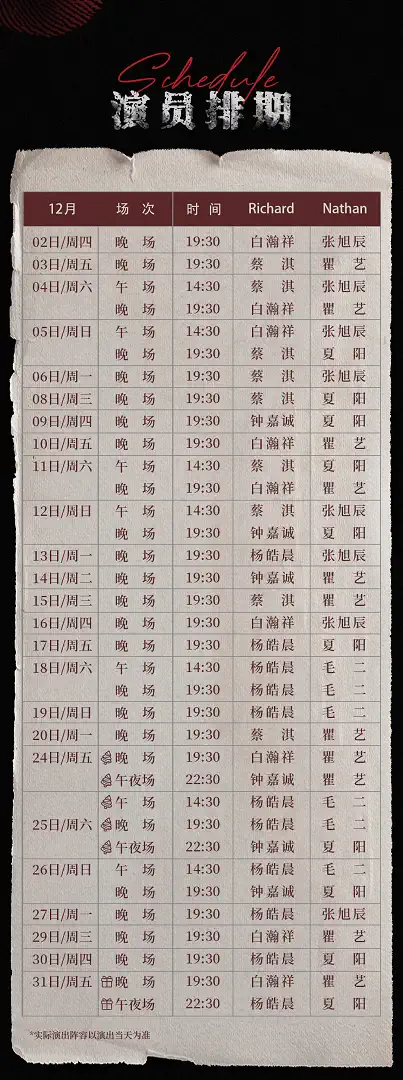 Schedule
演员排期
12月 场次 时间 Richard Nathan
02日/周四 晚场 19:30 白瀚祥 张旭辰
03日/周五 晚场 19:30 蔡淇 瞿艺
04日/周六 午场 14:30 蔡淇 张旭辰
晚场 19:30 白瀚祥 瞿艺
05日/周日 午场 14:30 白瀚祥 张旭辰
晚场 19:30 蔡淇 夏阳
06日/周一 晚场 19:30 蔡淇 张旭辰
08日/周三 晚场 19:30 蔡淇 夏阳
09日/周四 晚场 19:30 钟嘉诚 夏阳
10日/周五 晚场 19:30 白瀚祥 瞿艺
11日/周六 午场 14:30 蔡淇 夏阳
晚场 19:30 白瀚祥 瞿艺
12日/周日 午场 14:30 蔡淇 张旭辰
晚场 19:30 钟嘉诚 夏阳
13日/周一 晚场 19:30 杨皓晨 张旭辰
14日/周二 晚场 19:30 钟嘉诚 瞿艺
15日/周三 晚场 19:30 蔡淇 瞿艺
16日/周四 晚场 19:30 白瀚祥 张旭辰
17日/周五 晚场 19:30 杨皓晨 夏阳
18日/周六 午场 14:30 杨皓晨 毛二
晚场 19:30 杨皓晨 毛二
19日/周日 晚场 19:30 杨皓晨 毛二
20日/周一 晚场 19:30 蔡淇 瞿艺
24日/周五 晚场 19:30 白瀚祥 瞿艺
午夜场 22:30 钟嘉诚 瞿艺
午场 14:30 杨皓晨 毛二
25日/周六 晚场 19:30 杨皓晨 毛二
午夜场 22:30 钟嘉诚 夏阳
26日/周日 午场 14:30 杨皓晨 毛二
晚场 19:30 钟嘉诚 夏阳
27日/周一 晚场 19:30 杨皓晨 张旭辰
29日/周三 晚场 19:30 白瀚祥 张旭辰
30日/周四 晚场 19:30 杨皓晨 夏阳
31日/周五 晚场 19:30 白瀚祥 瞿艺
午夜场 22:30 杨皓晨 夏阳
*实际演出阵容以演出当天为准